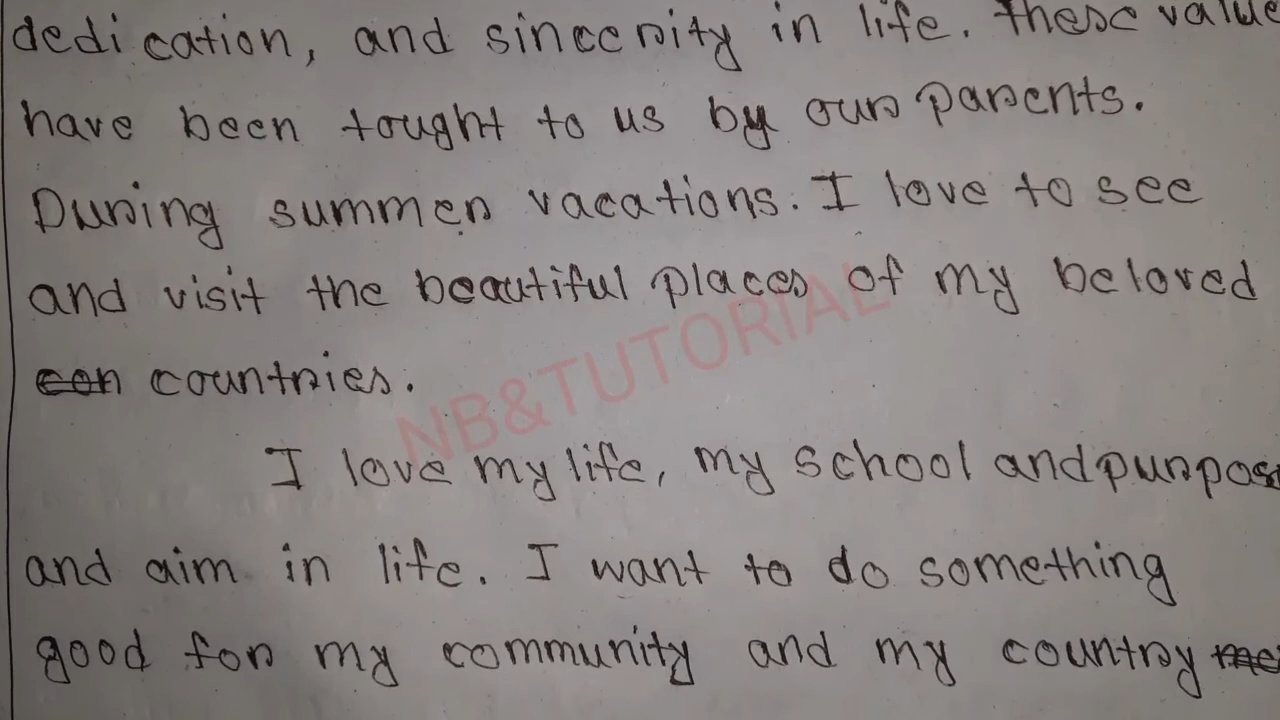 dedication, and sincerity in life. These value
have been tought to us by our parents.
During summer vacations. I love to see
and visit the beautiful places of my beloved
countries.
NB&TUTORIAL
I love my life, my school and purpos
and aim in life. I want to do something
good for my community and my country